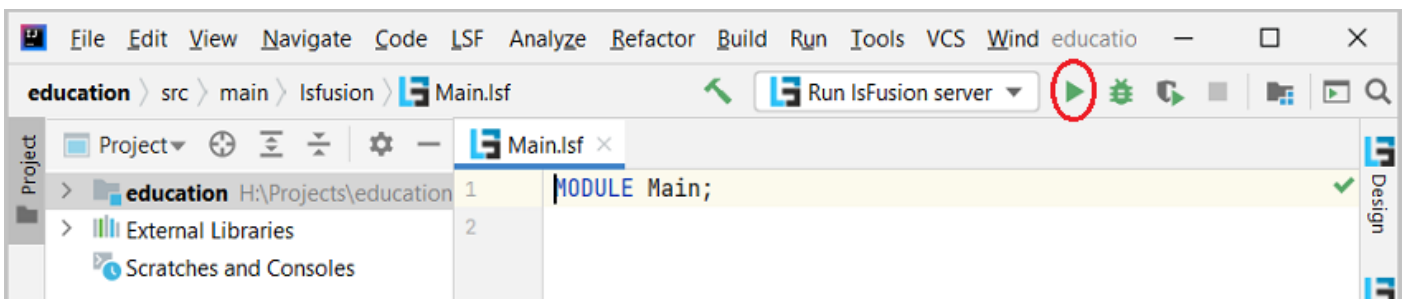 File Edit View Navigate Code LSF Analyze Refactor Build Run Tools VCS Wind educatio
education src main lsfusion Main.lsf Run lsFusion server
Project Project Main.lsf
education H:\Projects\education 1 MODULE Main;
External Libraries 2
Scratches and Consoles
Design